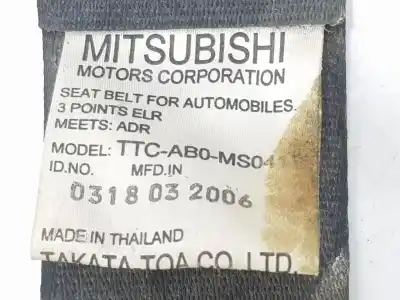 MITSUBISHI
MOTORS CORPORATION
SEAT BELT FOR AUTOMOBILES.
3 POINTS ELR
MEETS: ADR
MODEL: TTC-AB0-MS041
ID.NO. MFD.IN
0318 03 2006
MADE IN THAILAND
TAKATA TOA CO., LTD.